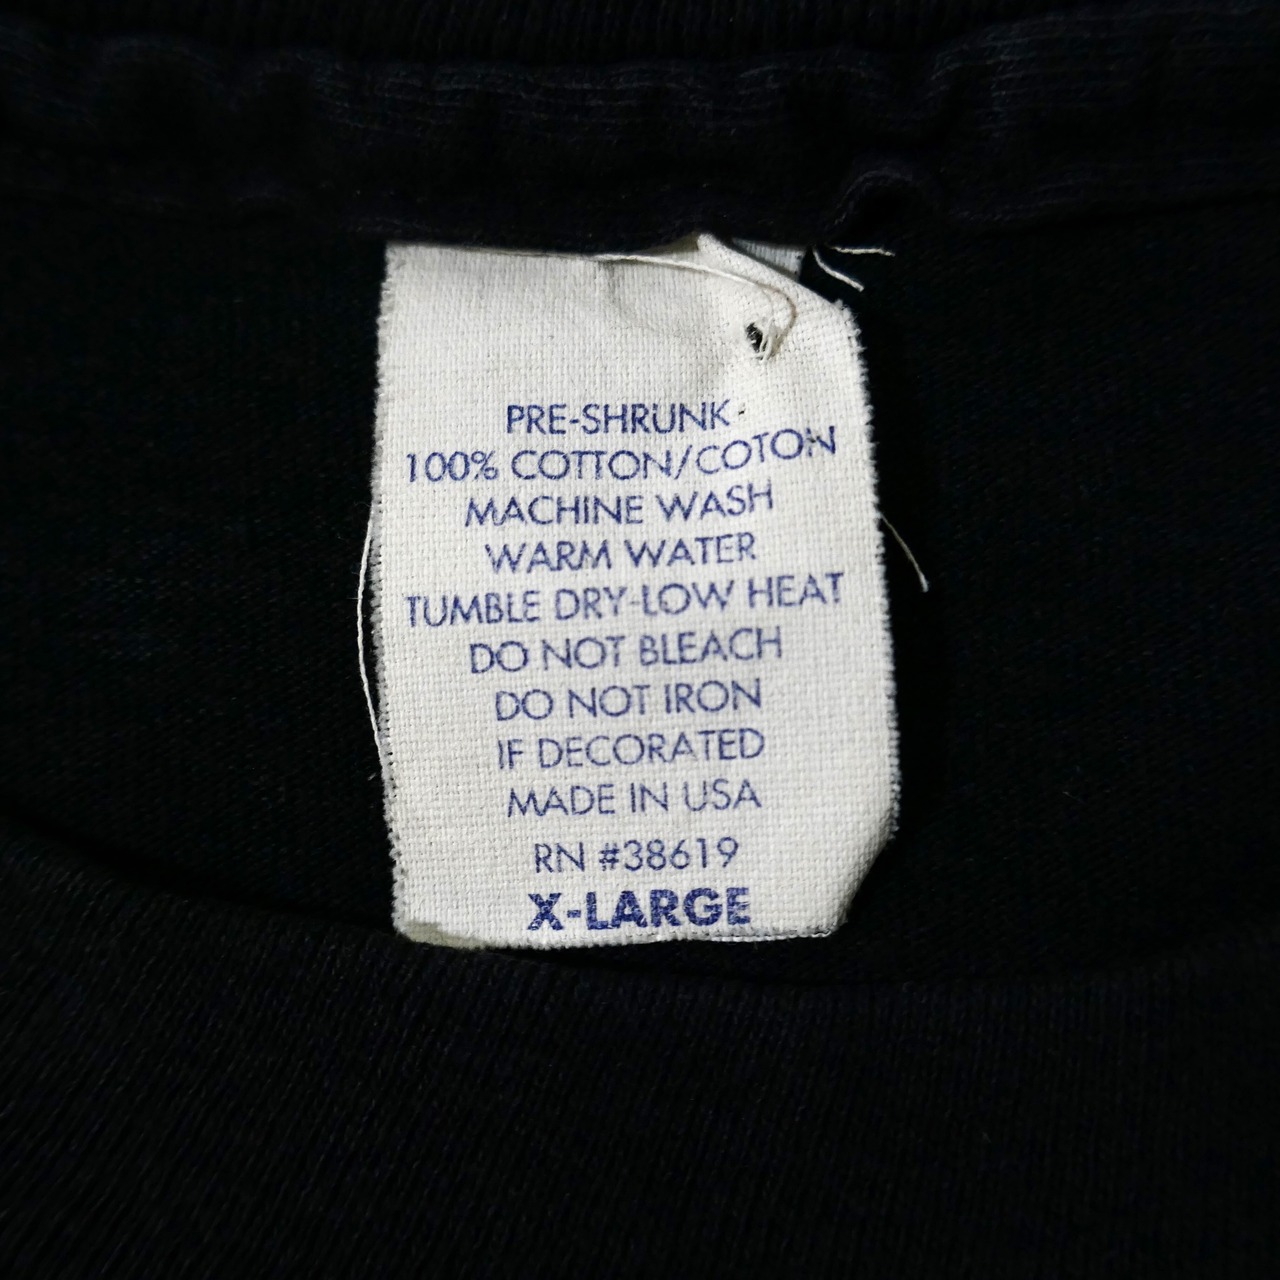 PRE-SHRUNK
100% COTTON/COTON
MACHINE WASH
WARM WATER
TUMBLE DRY-LOW HEAT
DO NOT BLEACH
DO NOT IRON
IF DECORATED
MADE IN USA
RN #38619
X-LARGE